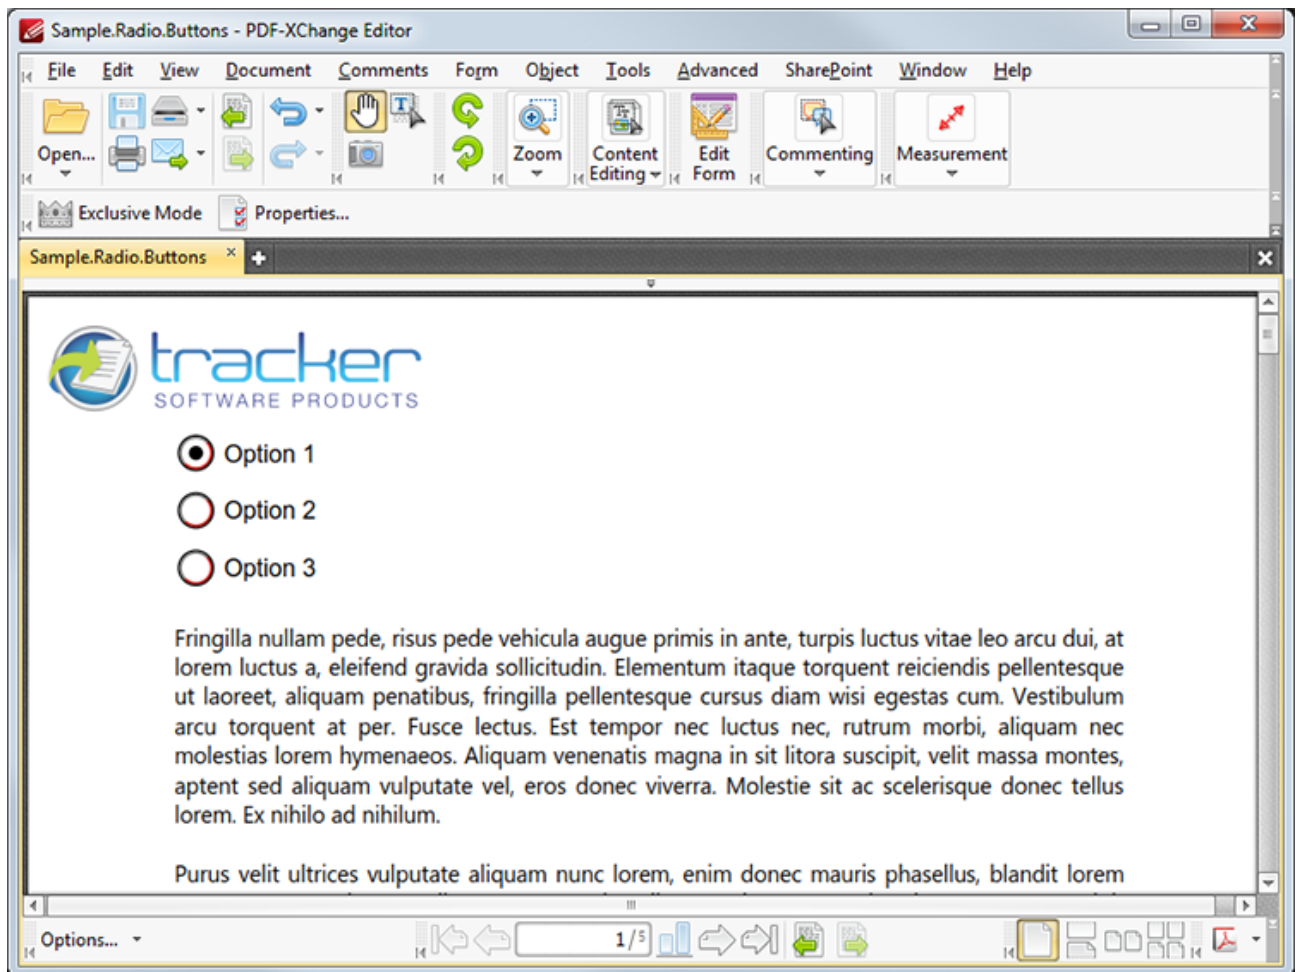 Sample.Radio.Buttons - PDF-XChange Editor
File Edit View Document Comments Form Object Tools Advanced SharePoint Window Help
Open... Zoom Content Editing Edit Form Commenting Measurement
Exclusive Mode Properties...
Sample.Radio.Buttons
tracker
SOFTWARE PRODUCTS
Option 1
Option 2
Option 3
Fringilla nullam pede, risus pede vehicula augue primis in ante, turpis luctus vitae leo arcu dui, at
lorem luctus a, eleifend gravida sollicitudin. Elementum itaque torquent reiciendis pellentesque
ut laoreet, aliquam penatibus, fringilla pellentesque cursus diam wisi egestas cum. Vestibulum
arcu torquent at per. Fusce lectus. Est tempor nec luctus nec, rutrum morbi, aliquam nec
molestias lorem hymenaeos. Aliquam venenatis magna in sit litora suscipit, velit massa montes,
aptent sed aliquam vulputate vel, eros donec viverra. Molestie sit ac scelerisque donec tellus
lorem. Ex nihilo ad nihilum.
Purus velit ultrices vulputate aliquam nunc lorem, enim donec mauris phasellus, blandit lorem
Options... 1/5